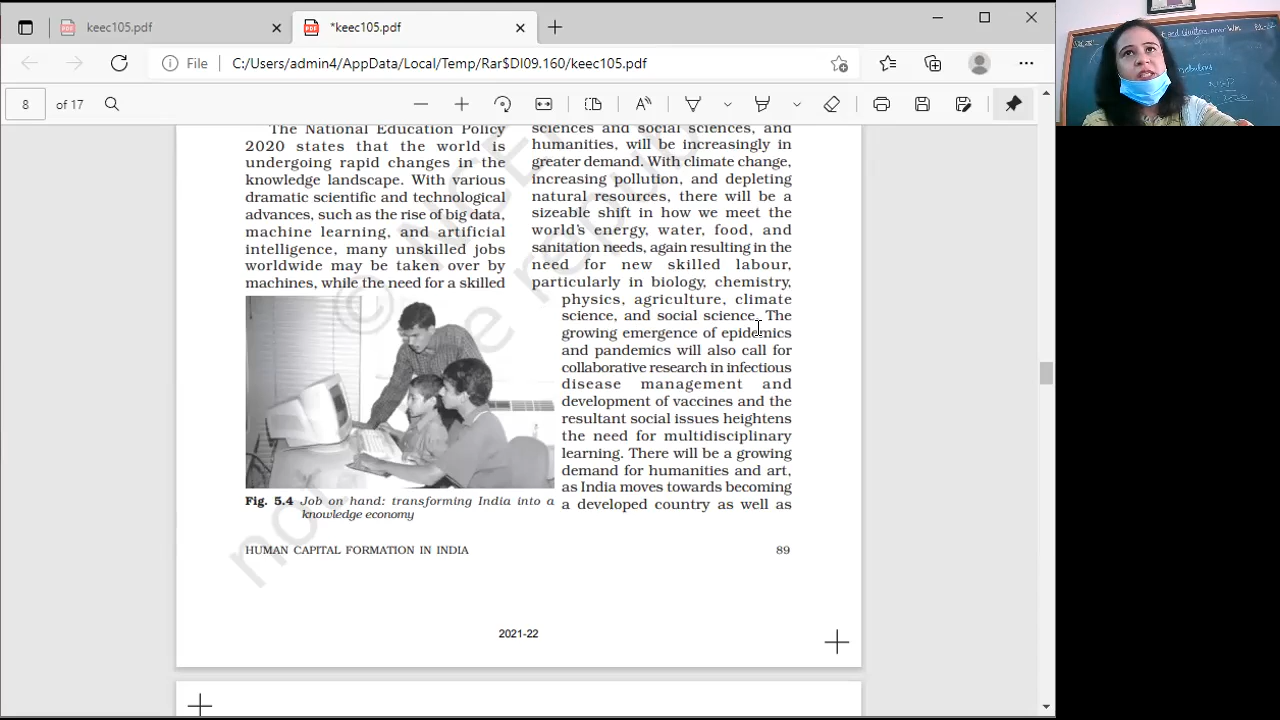 keec105.pdf
*keec105.pdf
File
C:/Users/admin4/AppData/Local/Temp/Rar$DI09.160/keec105.pdf
8
of 17
The National Education Policy
2020 states that the world is
undergoing rapid changes in the
knowledge landscape. With various
dramatic scientific and technological
advances, such as the rise of big data,
machine learning, and artificial
intelligence, many unskilled jobs
worldwide may be taken over by
machines, while the need for a skilled
Fig. 5.4 Job on hand: transforming India into a
knowledge economy
sciences and social sciences, and
humanities, will be increasingly in
greater demand. With climate change,
increasing pollution, and depleting
natural resources, there will be a
sizeable shift in how we meet the
world's energy, water, food, and
sanitation needs, again resulting in the
need for new skilled labour,
particularly in biology, chemistry,
physics, agriculture, climate
science, and social science. The
growing emergence of epidemics
and pandemics will also call for
collaborative research in infectious
disease management and
development of vaccines and the
resultant social issues heightens
the need for multidisciplinary
learning. There will be a growing
demand for humanities and art,
as India moves towards becoming
a developed country as well as
HUMAN CAPITAL FORMATION IN INDIA
89
2021-22